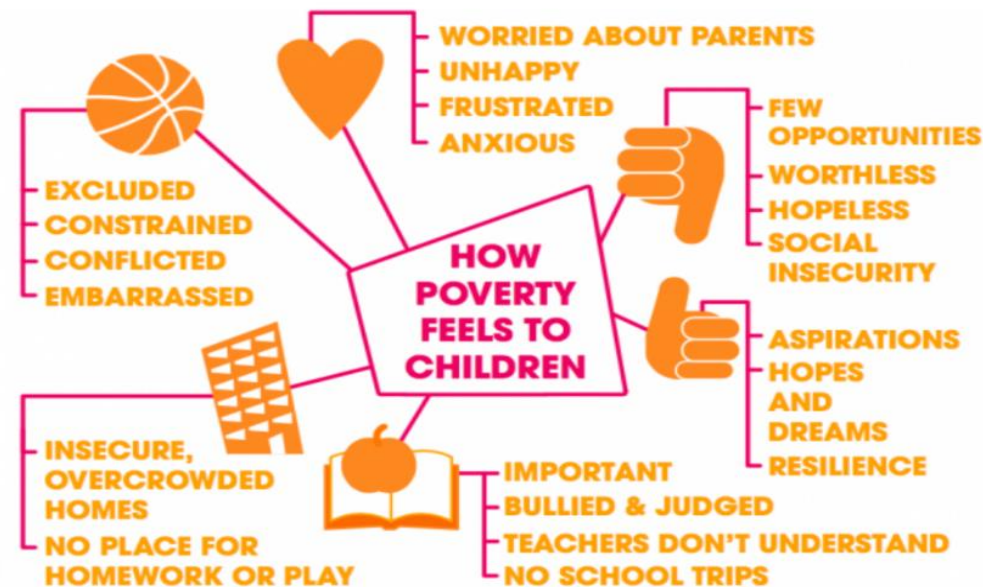 HOW
POVERTY
FEELS TO
CHILDREN
WORRIED ABOUT PARENTS
UNHAPPY
FRUSTRATED
ANXIOUS
FEW
OPPORTUNITIES
WORTHLESS
HOPELESS
SOCIAL
INSECURITY
ASPIRATIONS
HOPES
AND
DREAMS
RESILIENCE
IMPORTANT
BULLIED & JUDGED
TEACHERS DON'T UNDERSTAND
NO SCHOOL TRIPS
INSECURE,
OVERCROWDED
HOMES
NO PLACE FOR
HOMEWORK OR PLAY
EXCLUDED
CONSTRAINED
CONFLICTED
EMBARRASSED